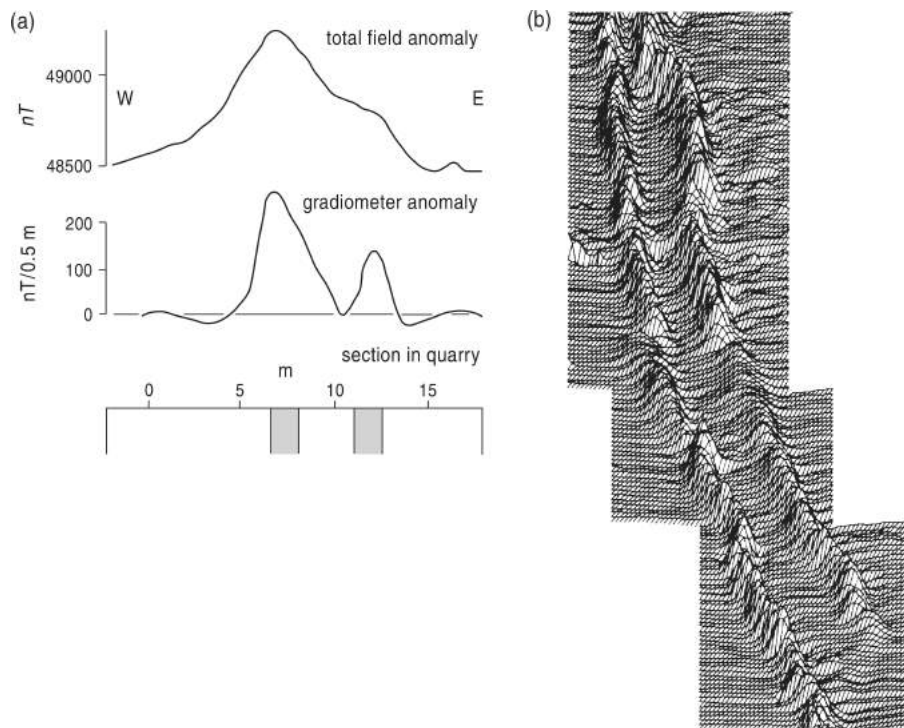 (a)
total field anomaly
49000
W
E
nT
48500
gradiometer anomaly
200
nT/0.5 m
100
0
section in quarry
m
0 5 10 15
(b)